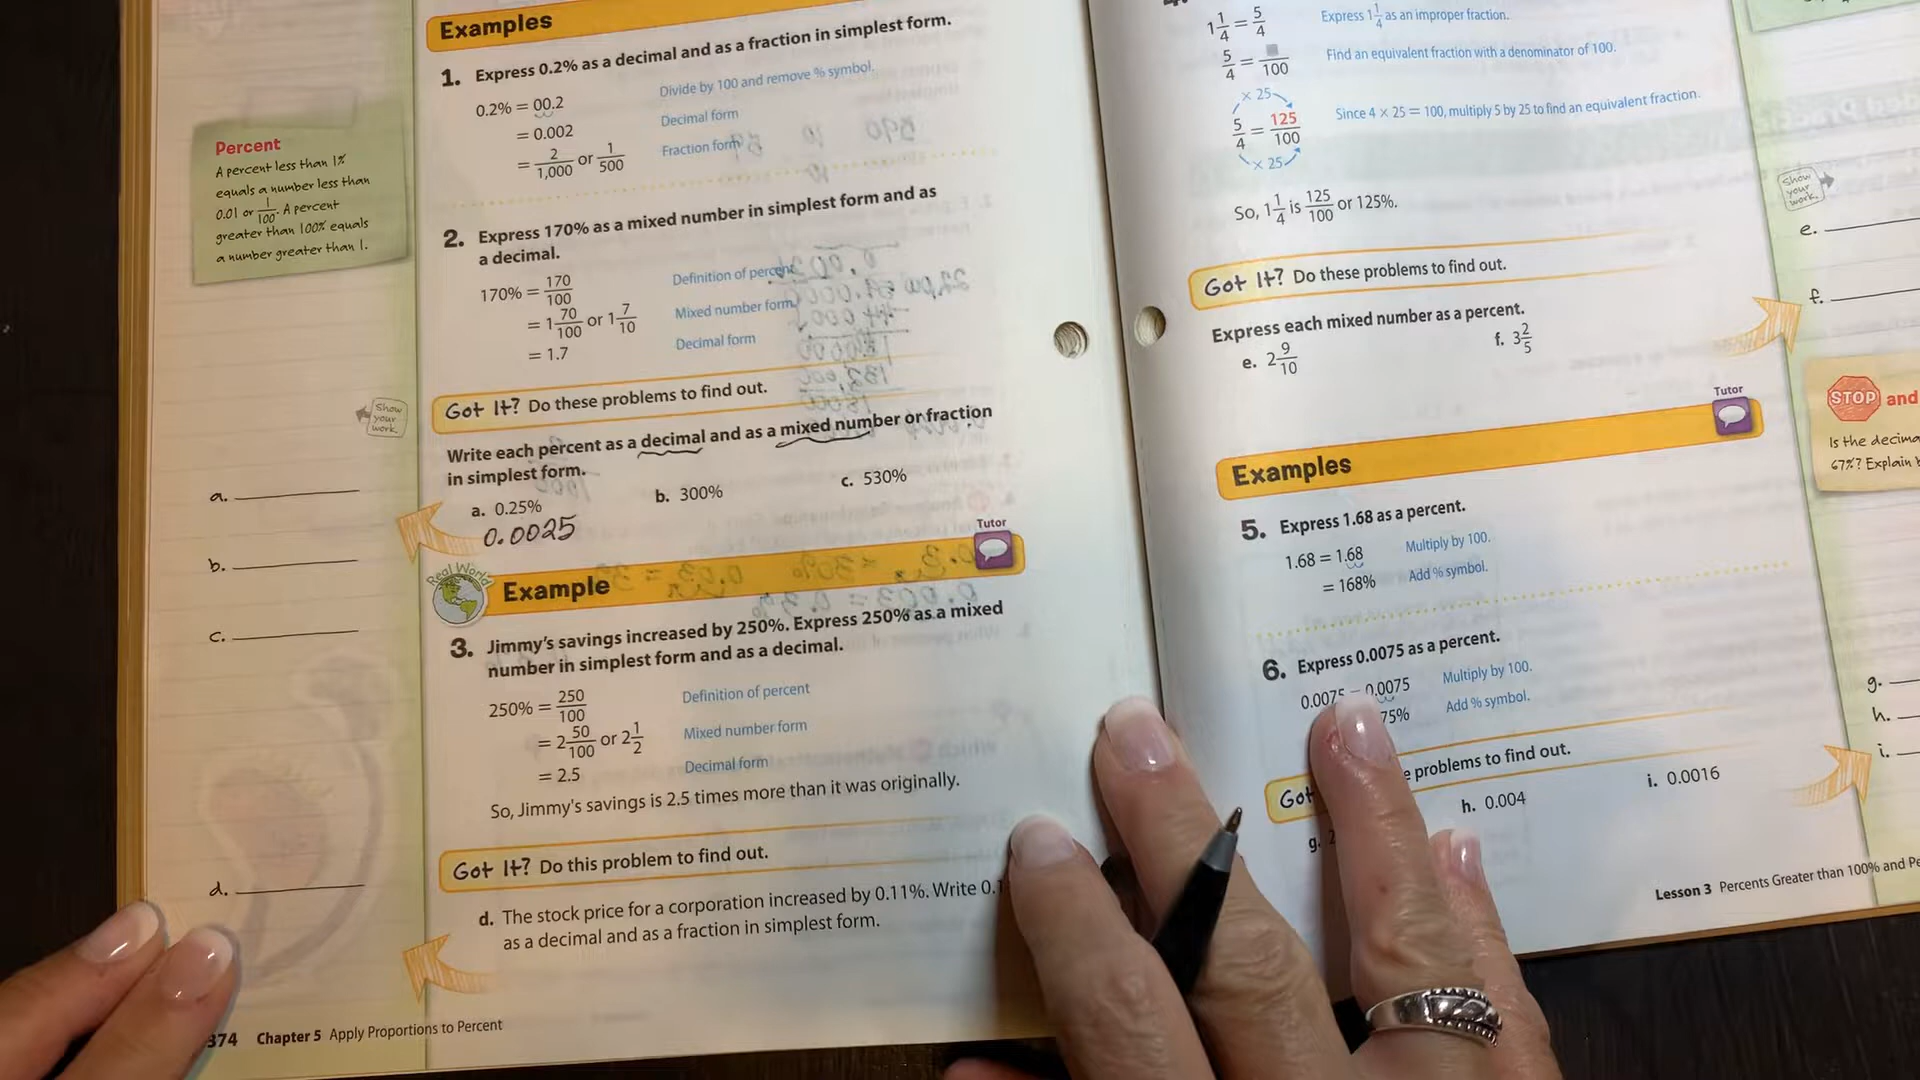 Examples
1. Express 0.2% as a decimal and as a fraction in simplest form.
0.2% = 00.2 Divide by 100 and remove % symbol.
= 0.002 Decimal form
= 2/1,000 or 1/500 Fraction form
Percent
A percent less than 1%
equals a number less than
0.01 or 1/100. A percent
greater than 100% equals
a number greater than 1.
2. Express 170% as a mixed number in simplest form and as
a decimal.
170% = 170/100 Definition of percent
= 1 70/100 or 1 7/10 Mixed number form
= 1.7 Decimal form
Show
your
work.
Got It? Do these problems to find out.
Write each percent as a decimal and as a mixed number or fraction
in simplest form.
a. 0.25% b. 300% c. 530%
0.0025
a.
b.
c.
Tutor
Real World
Example
3. Jimmy's savings increased by 250%. Express 250% as a mixed
number in simplest form and as a decimal.
250% = 250/100 Definition of percent
= 2 50/100 or 2 1/2 Mixed number form
= 2.5 Decimal form
So, Jimmy's savings is 2.5 times more than it was originally.
Got It? Do this problem to find out.
d.
d. The stock price for a corporation increased by 0.11%. Write
as a decimal and as a fraction in simplest form.
374 Chapter 5 Apply Proportions to Percent
1 1/4 = 5/4 Express 1 1/4 as an improper fraction.
5/4 = ■/100 Find an equivalent fraction with a denominator of 100.
× 25
5/4 = 125/100 Since 4 × 25 = 100, multiply 5 by 25 to find an equivalent fraction.
× 25
So, 1 1/4 is 125/100 or 125%.
Show
your
work.
e.
f.
Got It? Do these problems to find out.
Express each mixed number as a percent.
e. 2 9/10 f. 3 2/5
Tutor
Examples
STOP and
Is the decima
67%? Explain
5. Express 1.68 as a percent.
1.68 = 1.68 Multiply by 100.
= 168% Add % symbol.
6. Express 0.0075 as a percent.
0.0075 = 0.0075 Multiply by 100.
75% Add % symbol.
Got problems to find out.
g. h. 0.004 i. 0.0016
g.
h.
i.
Lesson 3 Percents Greater than 100% and